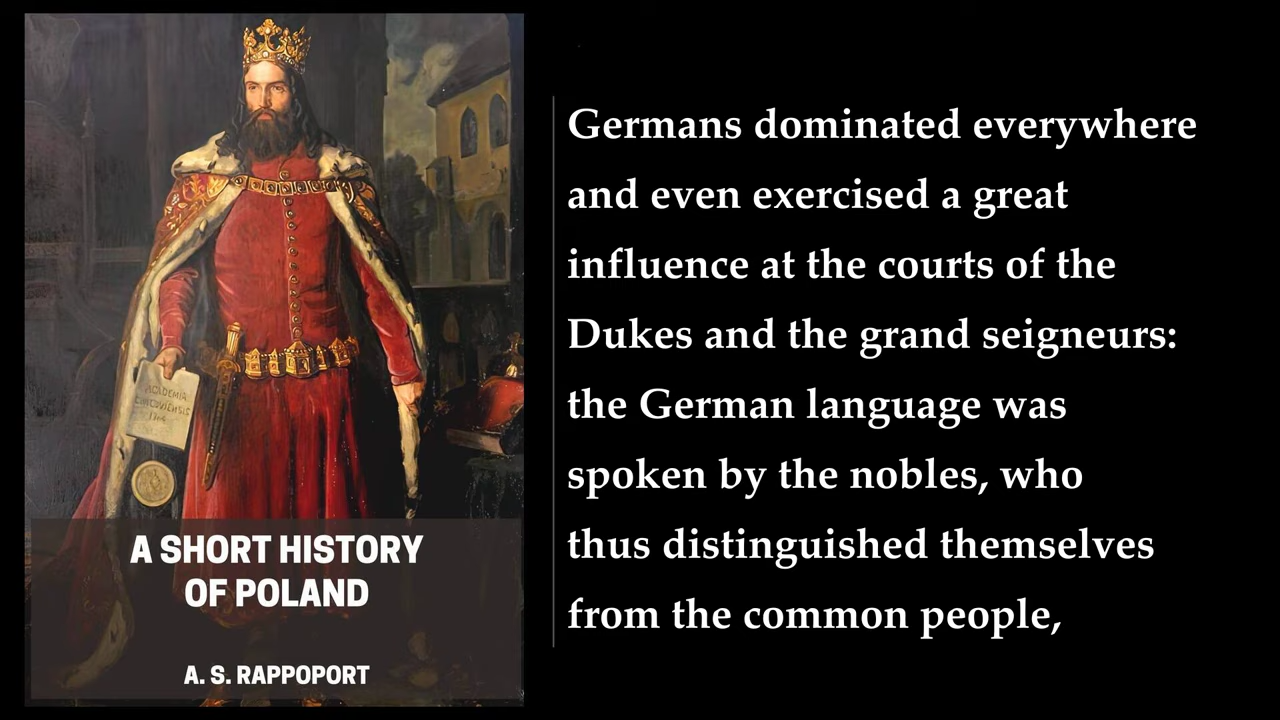 ACADEMIA
A SHORT HISTORY
OF POLAND
A. S. RAPPOPORT
Germans dominated everywhere
and even exercised a great
influence at the courts of the
Dukes and the grand seigneurs:
the German language was
spoken by the nobles, who
thus distinguished themselves
from the common people,